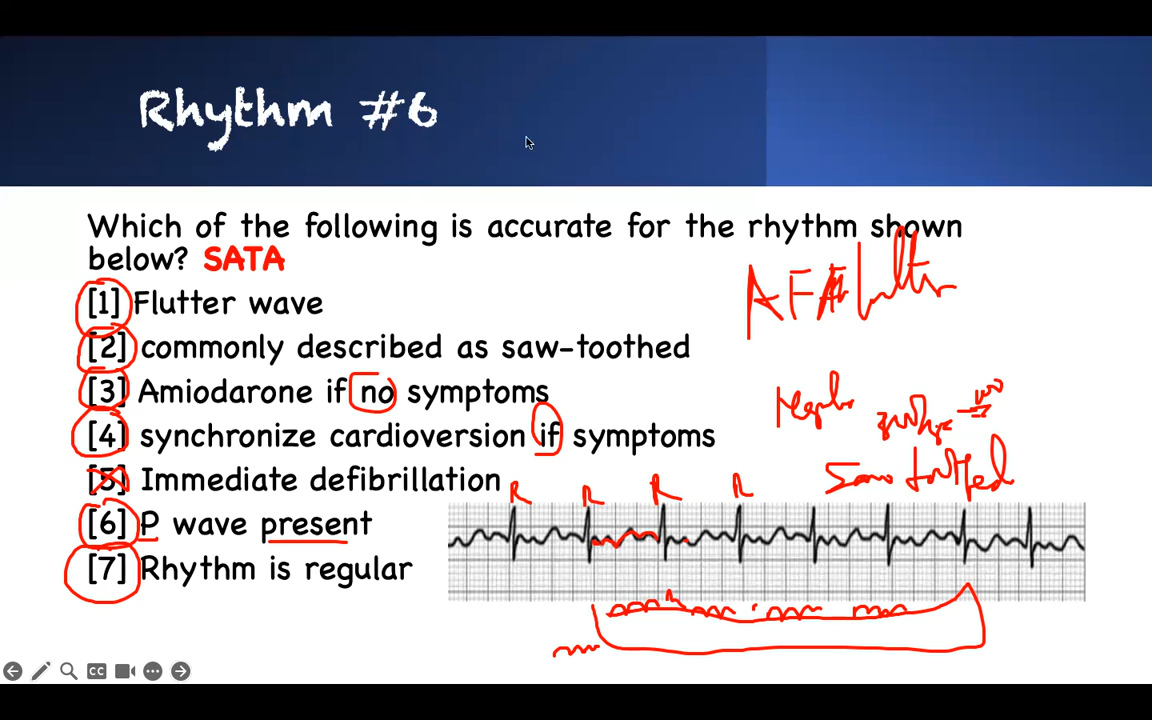 Rhythm #6
Which of the following is accurate for the rhythm shown
below? SATA
[1] Flutter wave
[2] commonly described as saw-toothed
[3] Amiodarone if no symptoms
[4] synchronize cardioversion if symptoms
[5] Immediate defibrillation
[6] P wave present
[7] Rhythm is regular
A Flutter
Regular
Saw toothed
R R R R
CC